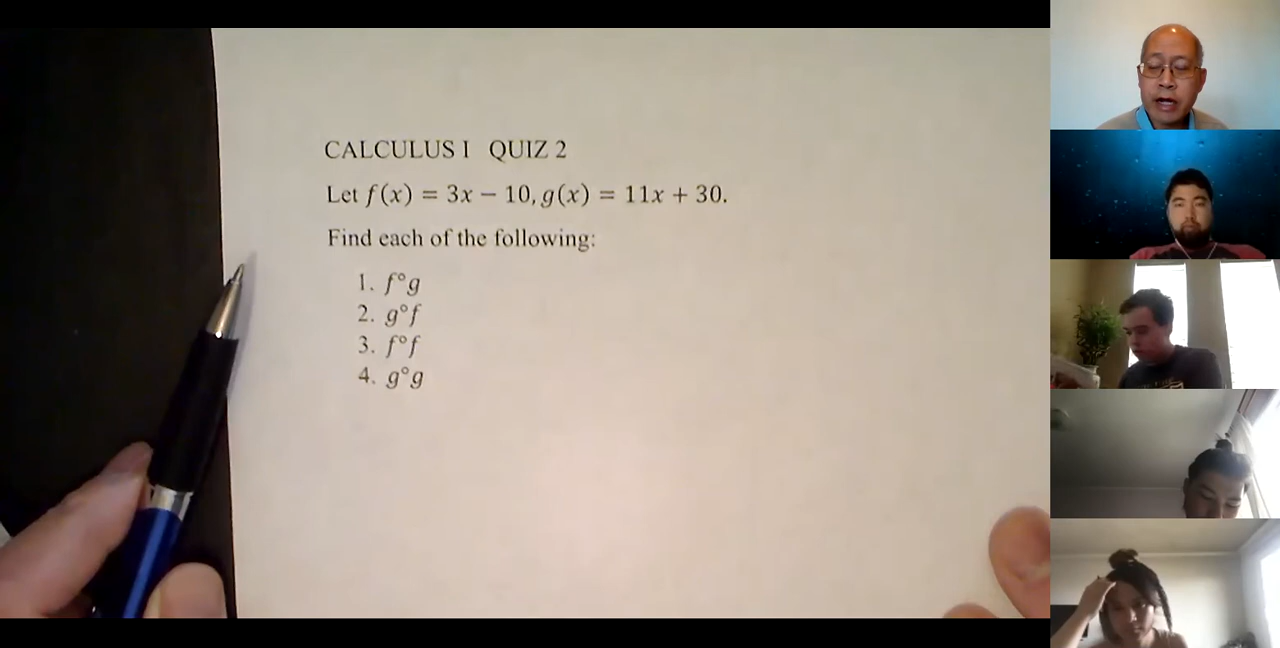 CALCULUS I QUIZ 2
Let f(x) = 3x − 10, g(x) = 11x + 30.
Find each of the following:
1. f°g
2. g°f
3. f°f
4. g°g